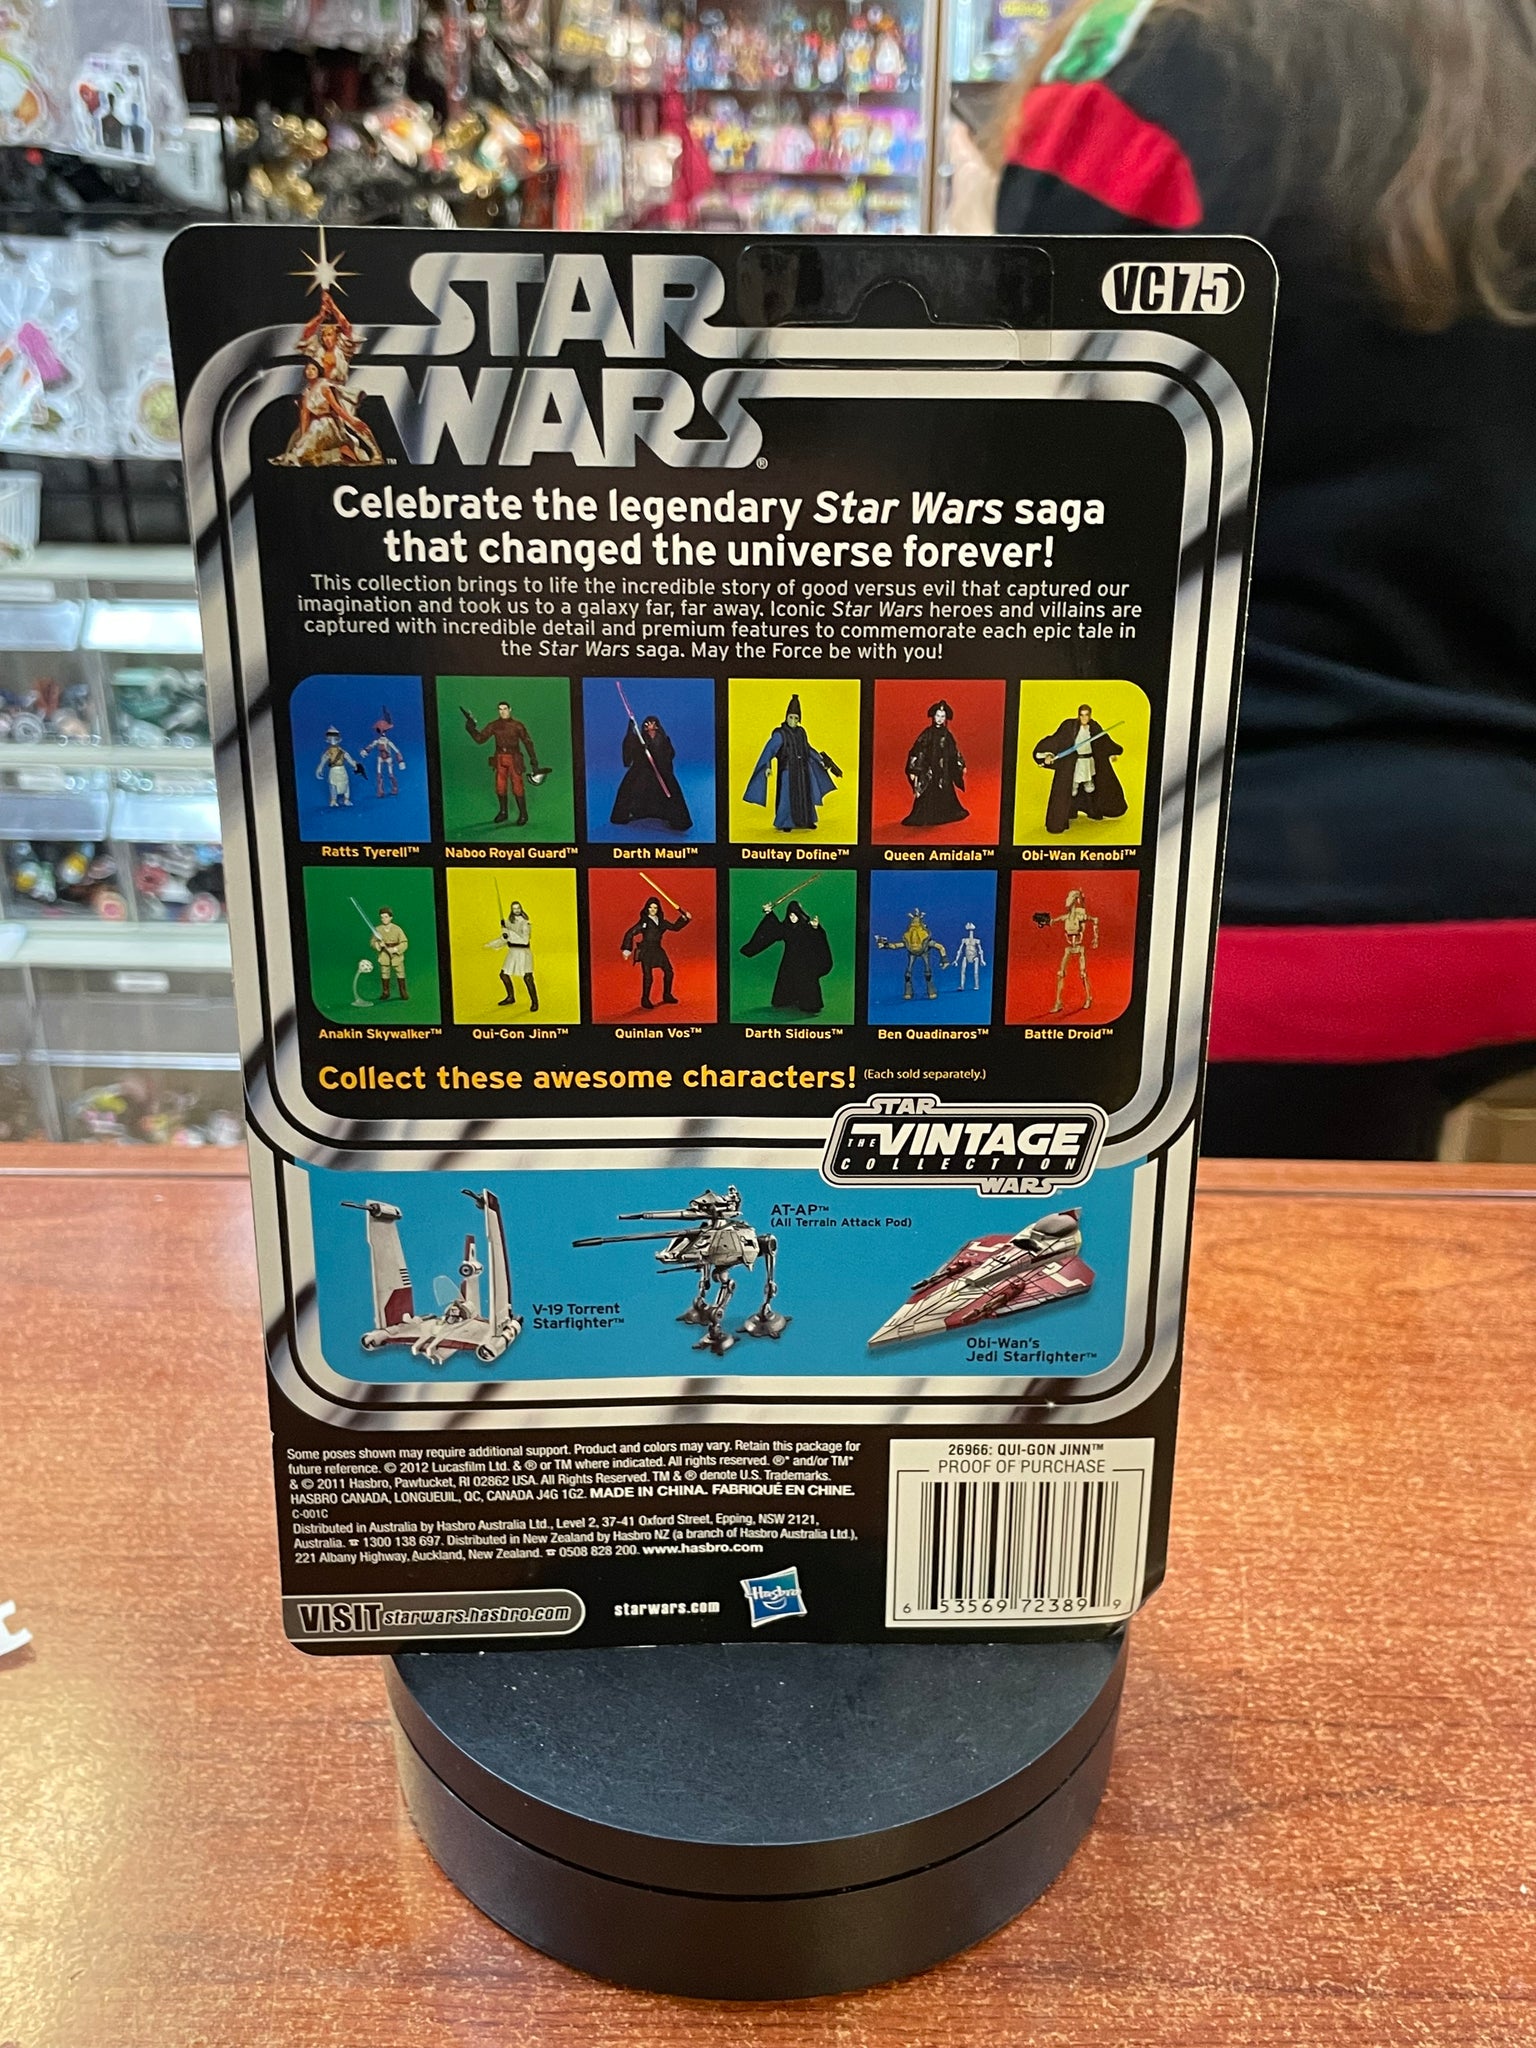 STAR
WARS®
VC175
Celebrate the legendary Star Wars saga
that changed the universe forever!
This collection brings to life the incredible story of good versus evil that captured our
imagination and took us to a galaxy far, far away. Iconic Star Wars heroes and villains are
captured with incredible detail and premium features to commemorate each epic tale in
the Star Wars saga. May the Force be with you!
Ratts Tyerell™ Naboo Royal Guard™ Darth Maul™ Daultay Dofine™ Queen Amidala™ Obi-Wan Kenobi™
Anakin Skywalker™ Qui-Gon Jinn™ Quinlan Vos™ Darth Sidious™ Ben Quadinaros™ Battle Droid™
Collect these awesome characters! (Each sold separately.)
STAR
THE VINTAGE
COLLECTION
WARS
AT-AP™
(All Terrain Attack Pod)
V-19 Torrent
Starfighter™
Obi-Wan's
Jedi Starfighter™
Some poses shown may require additional support. Product and colors may vary. Retain this package for
future reference. © 2012 Lucasfilm Ltd. & ® or TM where indicated. All rights reserved. ®* and/or TM*
& © 2011 Hasbro, Pawtucket, RI 02862 USA. All Rights Reserved. TM & ® denote U.S. Trademarks.
HASBRO CANADA, LONGUEUIL, QC, CANADA J4G 1G2. MADE IN CHINA. FABRIQUÉ EN CHINE.
C-001C
Distributed in Australia by Hasbro Australia Ltd., Level 2, 37-41 Oxford Street, Epping, NSW 2121,
Australia. ☎ 1300 138 697. Distributed in New Zealand by Hasbro NZ (a branch of Hasbro Australia Ltd.),
221 Albany Highway, Auckland, New Zealand. ☎ 0508 828 200. www.hasbro.com
VISIT starwars.hasbro.com
starwars.com
Hasbro
26966: QUI-GON JINN™
PROOF OF PURCHASE
6 53569 72389 9